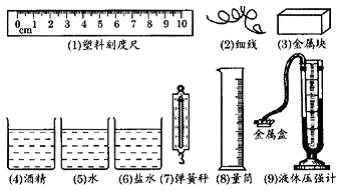 0 1 2 3 4 5 6 7 8 9 10
cm
(1)塑料刻度尺
(2)细线
(3)金属块
金属盒
(4)酒精
(5)水
(6)盐水
(7)弹簧秤
(8)量筒
(9)液体压强计